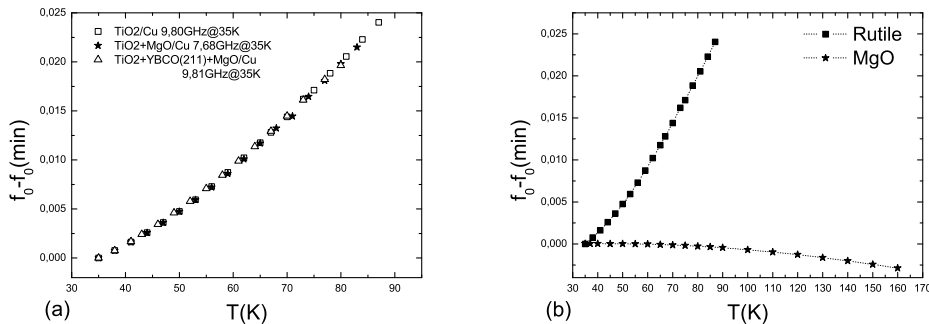 TiO2/Cu 9,80GHz@35K
TiO2+MgO/Cu 7,68GHz@35K
TiO2+YBCO(211)+MgO/Cu
9,81GHz@35K
0,025
0,020
0,015
0,010
0,005
0,000
f0-f0(min)
30 40 50 60 70 80 90
T(K)
(a)
Rutile
MgO
0,025
0,020
0,015
0,010
0,005
0,000
f0-f0(min)
30 40 50 60 70 80 90 100 110 120 130 140 150 160 170
T(K)
(b)